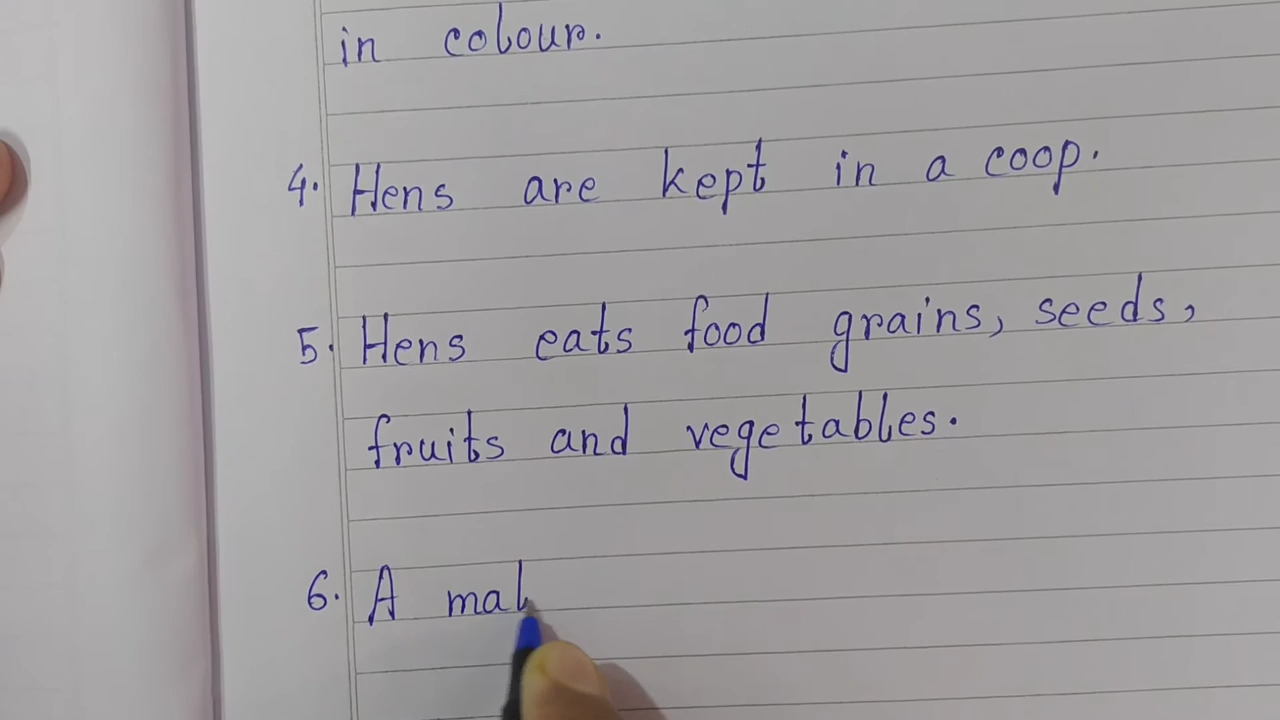 in colour.
4. Hens are kept in a coop.
5. Hens eats food grains, seeds,
fruits and vegetables.
6. A mal